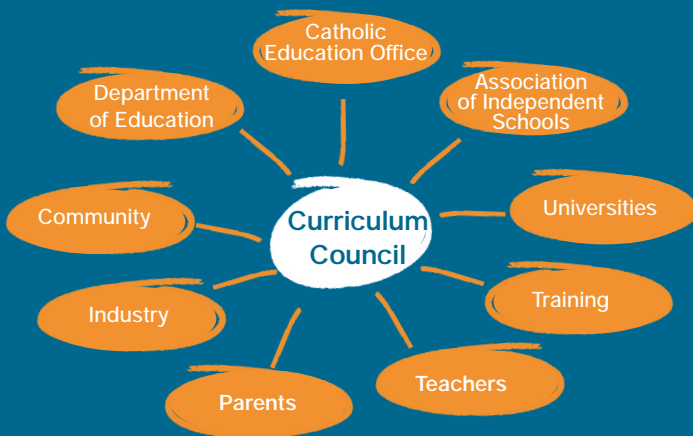 Catholic
Education Office
Department
of Education
Association
of Independent
Schools
Community
Curriculum
Council
Universities
Industry
Training
Parents
Teachers